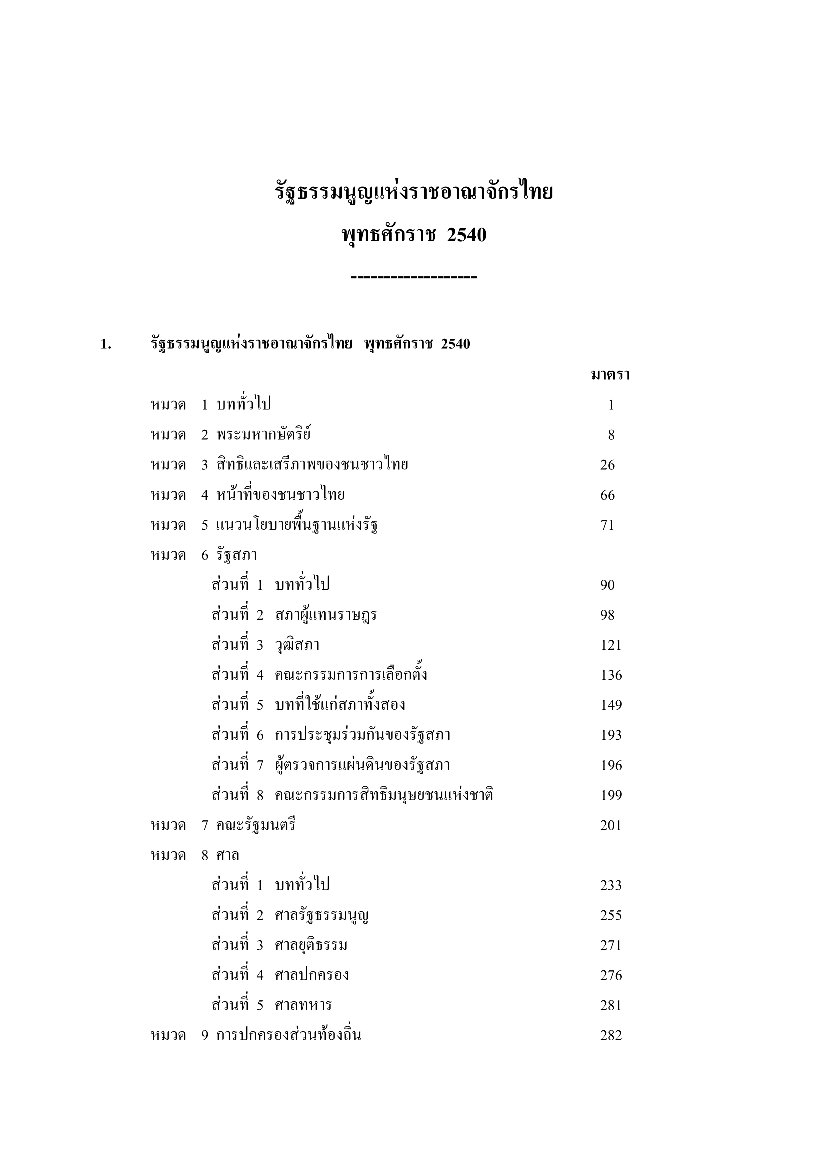 รัฐธรรมนูญแห่งราชอาณาจักรไทย
พุทธศักราช 2540
-------------------
1. รัฐธรรมนูญแห่งราชอาณาจักรไทย พุทธศักราช 2540
มาตรา
หมวด 1 บททั่วไป 1
หมวด 2 พระมหากษัตริย์ 8
หมวด 3 สิทธิและเสรีภาพของชนชาวไทย 26
หมวด 4 หน้าที่ของชนชาวไทย 66
หมวด 5 แนวนโยบายพื้นฐานแห่งรัฐ 71
หมวด 6 รัฐสภา
ส่วนที่ 1 บททั่วไป 90
ส่วนที่ 2 สภาผู้แทนราษฎร 98
ส่วนที่ 3 วุฒิสภา 121
ส่วนที่ 4 คณะกรรมการการเลือกตั้ง 136
ส่วนที่ 5 บทที่ใช้แก่สภาทั้งสอง 149
ส่วนที่ 6 การประชุมร่วมกันของรัฐสภา 193
ส่วนที่ 7 ผู้ตรวจการแผ่นดินของรัฐสภา 196
ส่วนที่ 8 คณะกรรมการสิทธิมนุษยชนแห่งชาติ 199
หมวด 7 คณะรัฐมนตรี 201
หมวด 8 ศาล
ส่วนที่ 1 บททั่วไป 233
ส่วนที่ 2 ศาลรัฐธรรมนูญ 255
ส่วนที่ 3 ศาลยุติธรรม 271
ส่วนที่ 4 ศาลปกครอง 276
ส่วนที่ 5 ศาลทหาร 281
หมวด 9 การปกครองส่วนท้องถิ่น 282